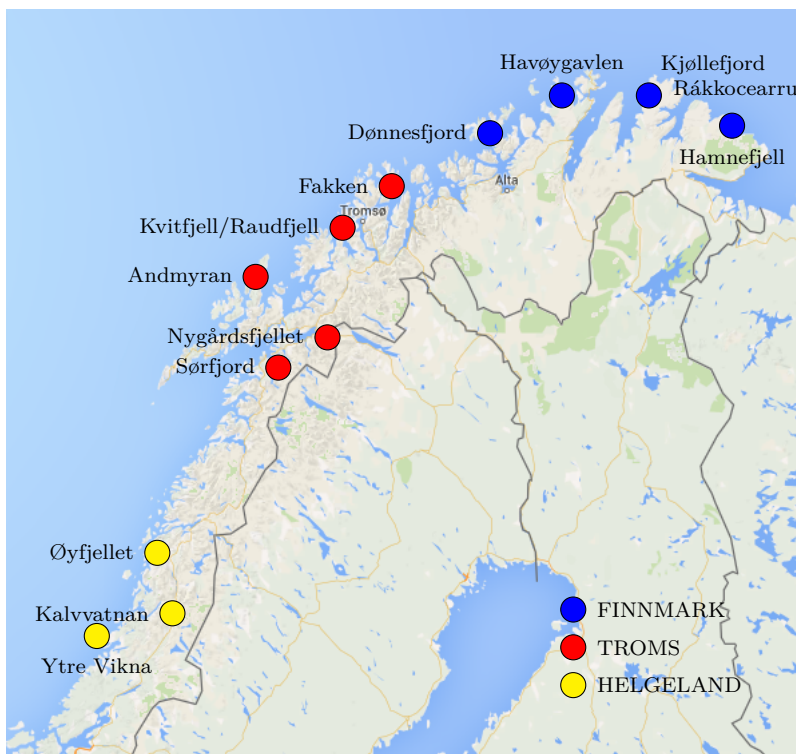 Havøygavlen
Kjøllefjord
Rákkocearru
Dønnesfjord
Hamnefjell
Fakken
Alta
Tromsø
Kvitfjell/Raudfjell
Andmyran
Nygårdsfjellet
Sørfjord
Øyfjellet
Kalvvatnan
Ytre Vikna
FINNMARK
TROMS
HELGELAND